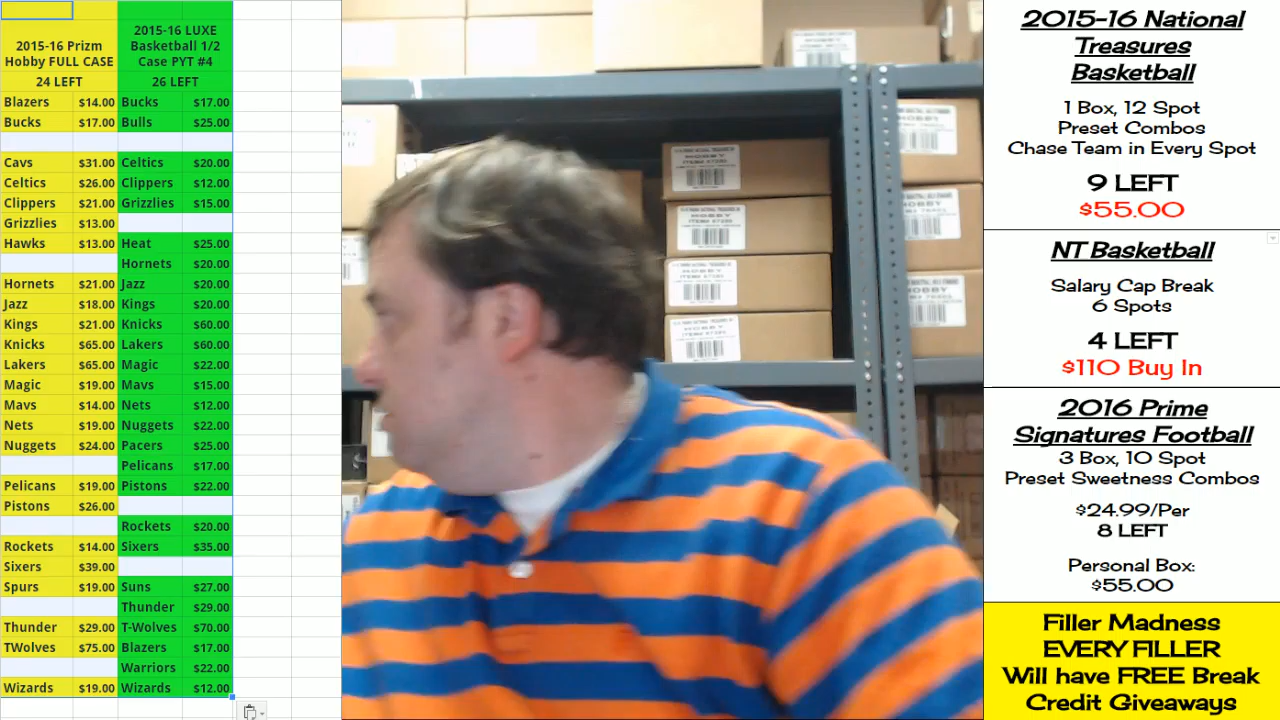 2015-16 Prizm
Hobby FULL CASE
24 LEFT
Blazers $14.00
Bucks $17.00
Cavs $31.00
Celtics $26.00
Clippers $21.00
Grizzlies $13.00
Hawks $13.00
Hornets $21.00
Jazz $18.00
Kings $21.00
Knicks $65.00
Lakers $65.00
Magic $19.00
Mavs $14.00
Nets $19.00
Nuggets $24.00
Pelicans $19.00
Pistons $26.00
Rockets $14.00
Sixers $39.00
Spurs $19.00
Thunder $29.00
TWolves $75.00
Wizards $19.00
2015-16 LUXE
Basketball 1/2
Case PYT #4
26 LEFT
Bucks $17.00
Bulls $25.00
Celtics $20.00
Clippers $12.00
Grizzlies $15.00
Heat $25.00
Hornets $20.00
Jazz $20.00
Kings $20.00
Knicks $60.00
Lakers $60.00
Magic $22.00
Mavs $15.00
Nets $12.00
Nuggets $22.00
Pacers $25.00
Pelicans $17.00
Pistons $22.00
Rockets $20.00
Sixers $35.00
Suns $27.00
Thunder $29.00
T-Wolves $70.00
Blazers $17.00
Warriors $22.00
Wizards $12.00
HOBBY
HOBBY
HOBBY
HOBBY
2015-16 National
Treasures
Basketball
1 Box, 12 Spot
Preset Combos
Chase Team in Every Spot
9 LEFT
$55.00
NT Basketball
Salary Cap Break
6 Spots
4 LEFT
$110 Buy In
2016 Prime
Signatures Football
3 Box, 10 Spot
Preset Sweetness Combos
$24.99/Per
8 LEFT
Personal Box:
$55.00
Filler Madness
EVERY FILLER
Will have FREE Break
Credit Giveaways